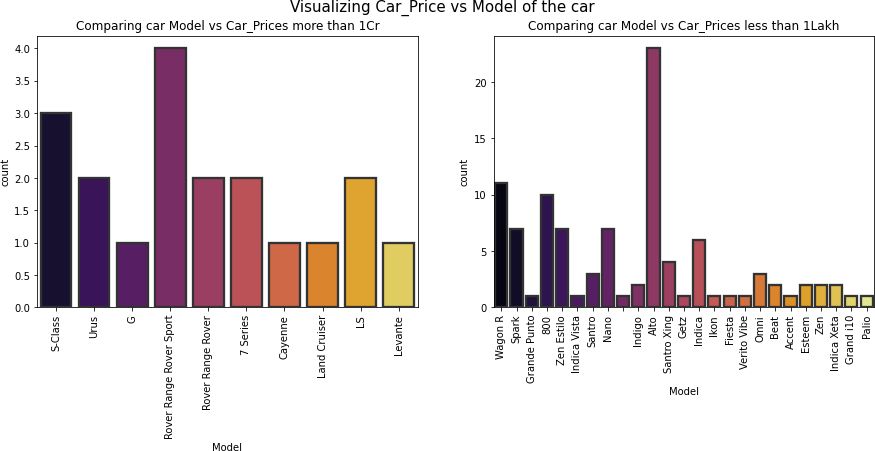 Visualizing Car_Price vs Model of the car
Comparing car Model vs Car_Prices more than 1Cr
count
4.0
3.5
3.0
2.5
2.0
1.5
1.0
0.5
0.0
S-Class
Urus
G
Rover Range Rover Sport
Rover Range Rover
7 Series
Cayenne
Land Cruiser
LS
Levante
Model
Comparing car Model vs Car_Prices less than 1Lakh
count
20
15
10
5
0
Wagon R
Spark
Grande Punto
800
Zen Estilo
Indica Vista
Santro
Nano
Indigo
Alto
Santro Xing
Getz
Indica
Ikon
Fiesta
Verito Vibe
Omni
Beat
Accent
Esteem
Zen
Indica Xeta
Grand i10
Palio
Model